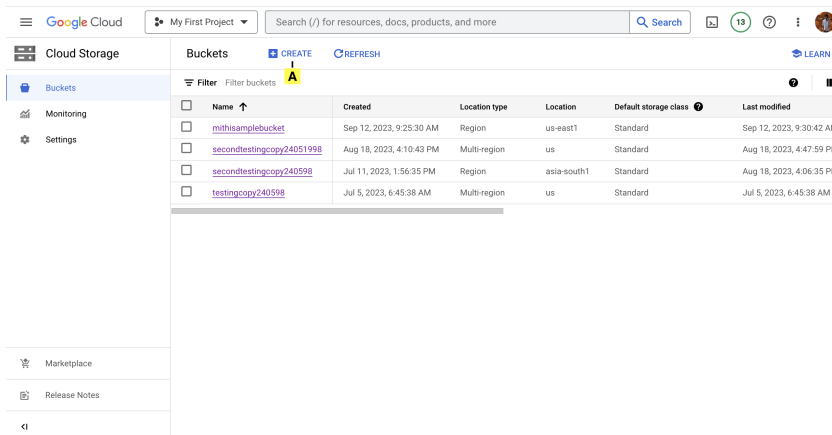 Google Cloud My First Project Search (/) for resources, docs, products, and more Search 13
Cloud Storage Buckets CREATE REFRESH LEARN
A
Filter Filter buckets
Buckets
Name Created Location type Location Default storage class Last modified
Monitoring
mithisamplebucket Sep 12, 2023, 9:25:30 AM Region us-east1 Standard Sep 12, 2023, 9:30:42 A
Settings
secondtestingcopy24051998 Aug 18, 2023, 4:10:43 PM Multi-region us Standard Aug 18, 2023, 4:47:59 P
secondtestingcopy240598 Jul 11, 2023, 1:56:35 PM Region asia-south1 Standard Aug 18, 2023, 4:06:35 P
testingcopy240598 Jul 5, 2023, 6:45:38 AM Multi-region us Standard Jul 5, 2023, 6:45:38 AM
Marketplace
Release Notes